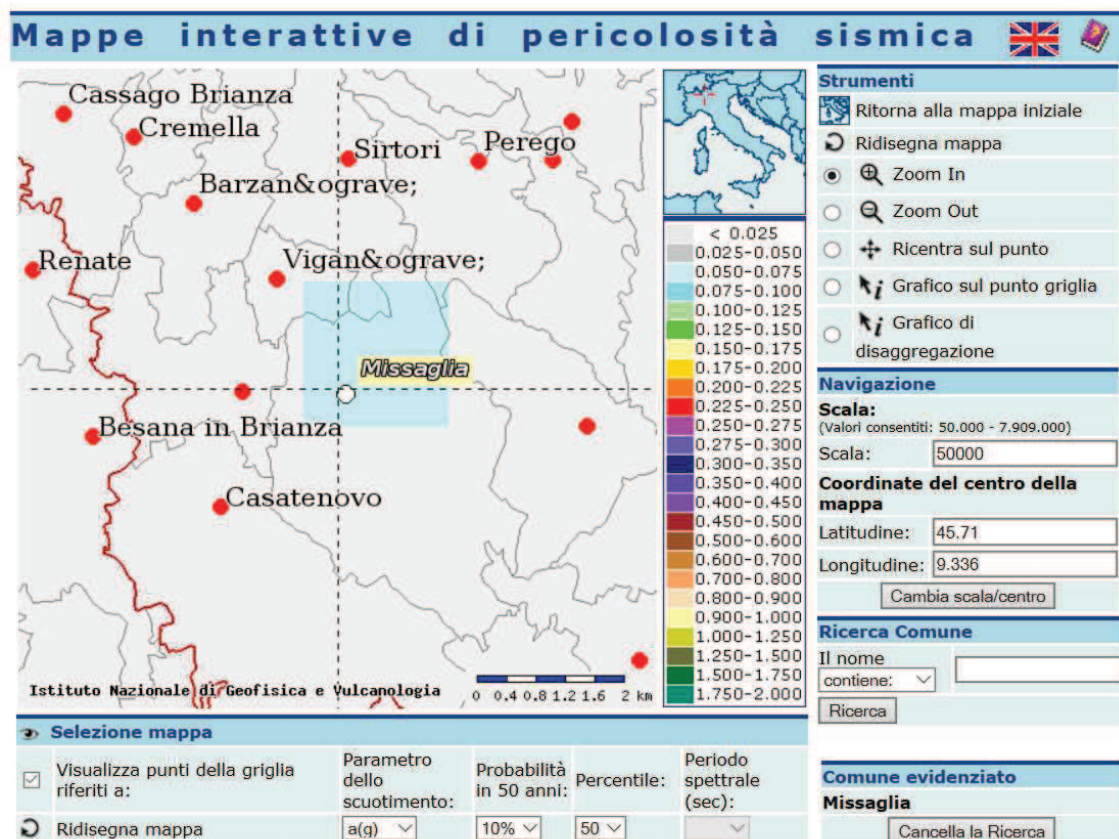 Mappe interattive di pericolosità sismica
Cassago Brianza
Cremella
Sirtori
Perego
Barzan&ograve;
Renate
Vigan&ograve;
Missaglia
Besana in Brianza
Casatenovo
Istituto Nazionale di Geofisica e Vulcanologia
0 0.4 0.8 1.2 1.6 2 km
< 0.025
0.025-0.050
0.050-0.075
0.075-0.100
0.100-0.125
0.125-0.150
0.150-0.175
0.175-0.200
0.200-0.225
0.225-0.250
0.250-0.275
0.275-0.300
0.300-0.350
0.350-0.400
0.400-0.450
0.450-0.500
0.500-0.600
0.600-0.700
0.700-0.800
0.800-0.900
0.900-1.000
1.000-1.250
1.250-1.500
1.500-1.750
1.750-2.000
Strumenti
Ritorna alla mappa iniziale
Ridisegna mappa
Zoom In
Zoom Out
Ricentra sul punto
i Grafico sul punto griglia
i Grafico di
disaggregazione
Navigazione
Scala:
(Valori consentiti: 50.000 - 7.909.000)
Scala: 50000
Coordinate del centro della
mappa
Latitudine: 45.71
Longitudine: 9.336
Cambia scala/centro
Ricerca Comune
Il nome
contiene:
Ricerca
Comune evidenziato
Missaglia
Cancella la Ricerca
Selezione mappa
Visualizza punti della griglia
riferiti a:
Parametro
dello
scuotimento:
Probabilità
in 50 anni:
Percentile:
Periodo
spettrale
(sec):
Ridisegna mappa a(g) 10% 50